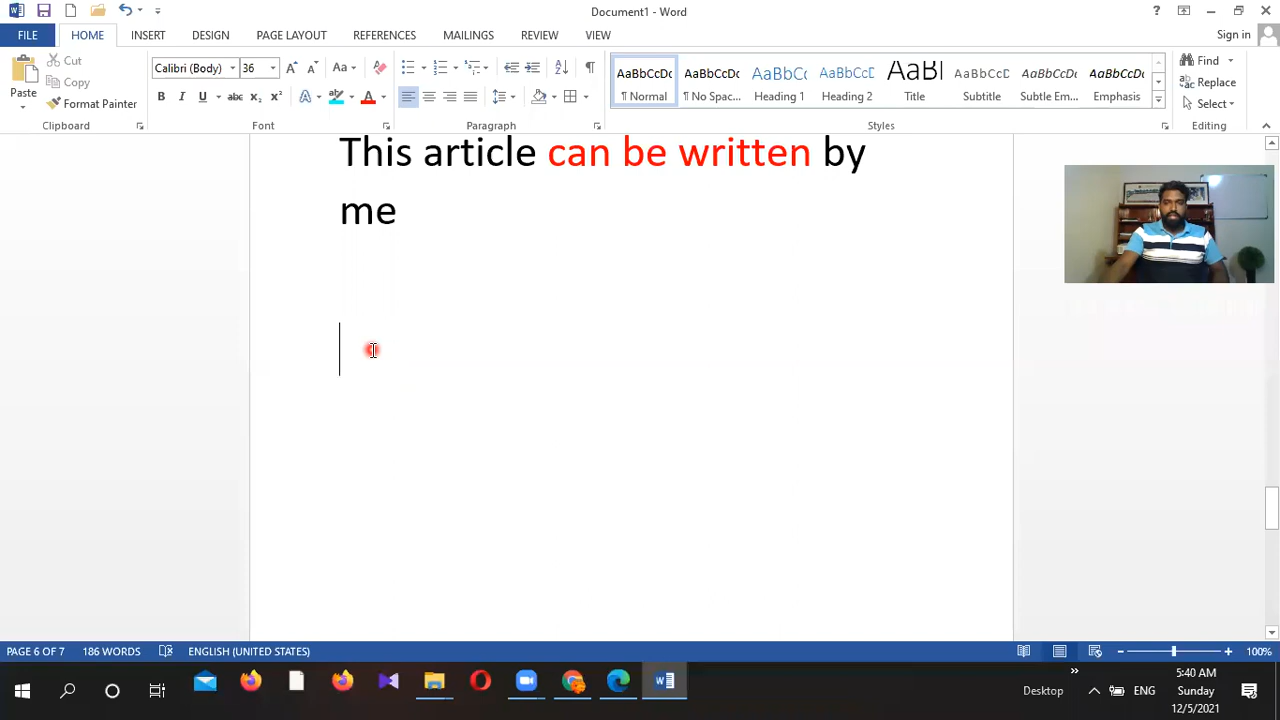 Document1 - Word
Sign in
FILE HOME INSERT DESIGN PAGE LAYOUT REFERENCES MAILINGS REVIEW VIEW
Paste
Cut
Copy
Format Painter
Clipboard
Calibri (Body) 36
Font
Paragraph
AaBbCcDc AaBbCcDc AaBbCc AaBbCcD AaBl AaBbCcD AaBbCcDc AaBbCcDc
¶ Normal ¶ No Spac... Heading 1 Heading 2 Title Subtitle Subtle Em... Emphasis
Styles
Find
Replace
Select
Editing
This article can be written by
me
PAGE 6 OF 7 186 WORDS ENGLISH (UNITED STATES) 100%
Desktop ENG
5:40 AM
Sunday
12/5/2021